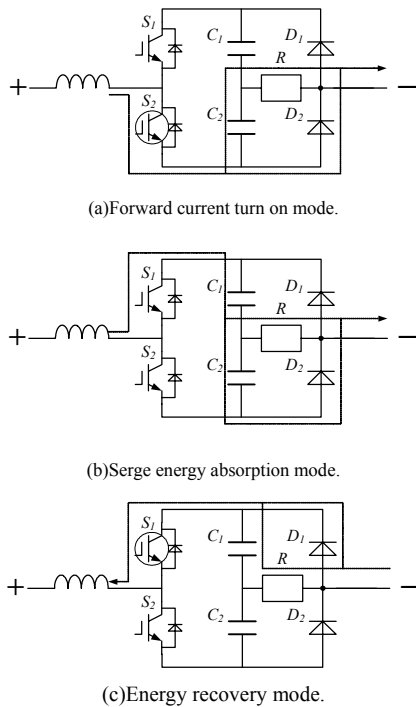 S1
C1
D1
R
+
−
S2
C2
D2
(a)Forward current turn on mode.
S1
C1
D1
R
+
−
S2
C2
D2
(b)Serge energy absorption mode.
S1
C1
D1
R
+
−
S2
C2
D2
(c)Energy recovery mode.